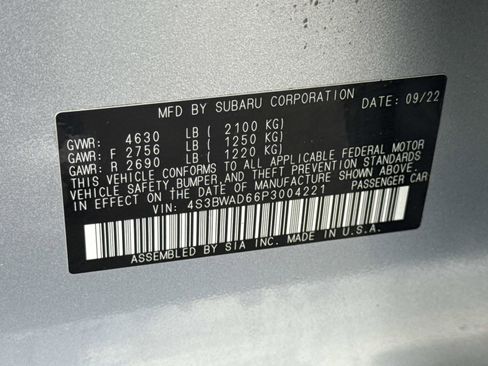 MFD BY SUBARU CORPORATION DATE: 09/22
GVWR: 4630 LB ( 2100 KG)
GAWR: F 2756 LB ( 1250 KG)
GAWR: R 2690 LB ( 1220 KG)
THIS VEHICLE CONFORMS TO ALL APPLICABLE FEDERAL MOTOR
VEHICLE SAFETY,BUMPER,AND THEFT PREVENTION STANDARDS
IN EFFECT ON THE DATE OF MANUFACTURE SHOWN ABOVE.
VIN: 4S3BWAD66P3004221 PASSENGER CAR
ASSEMBLED BY SIA INC. MADE IN U.S.A.